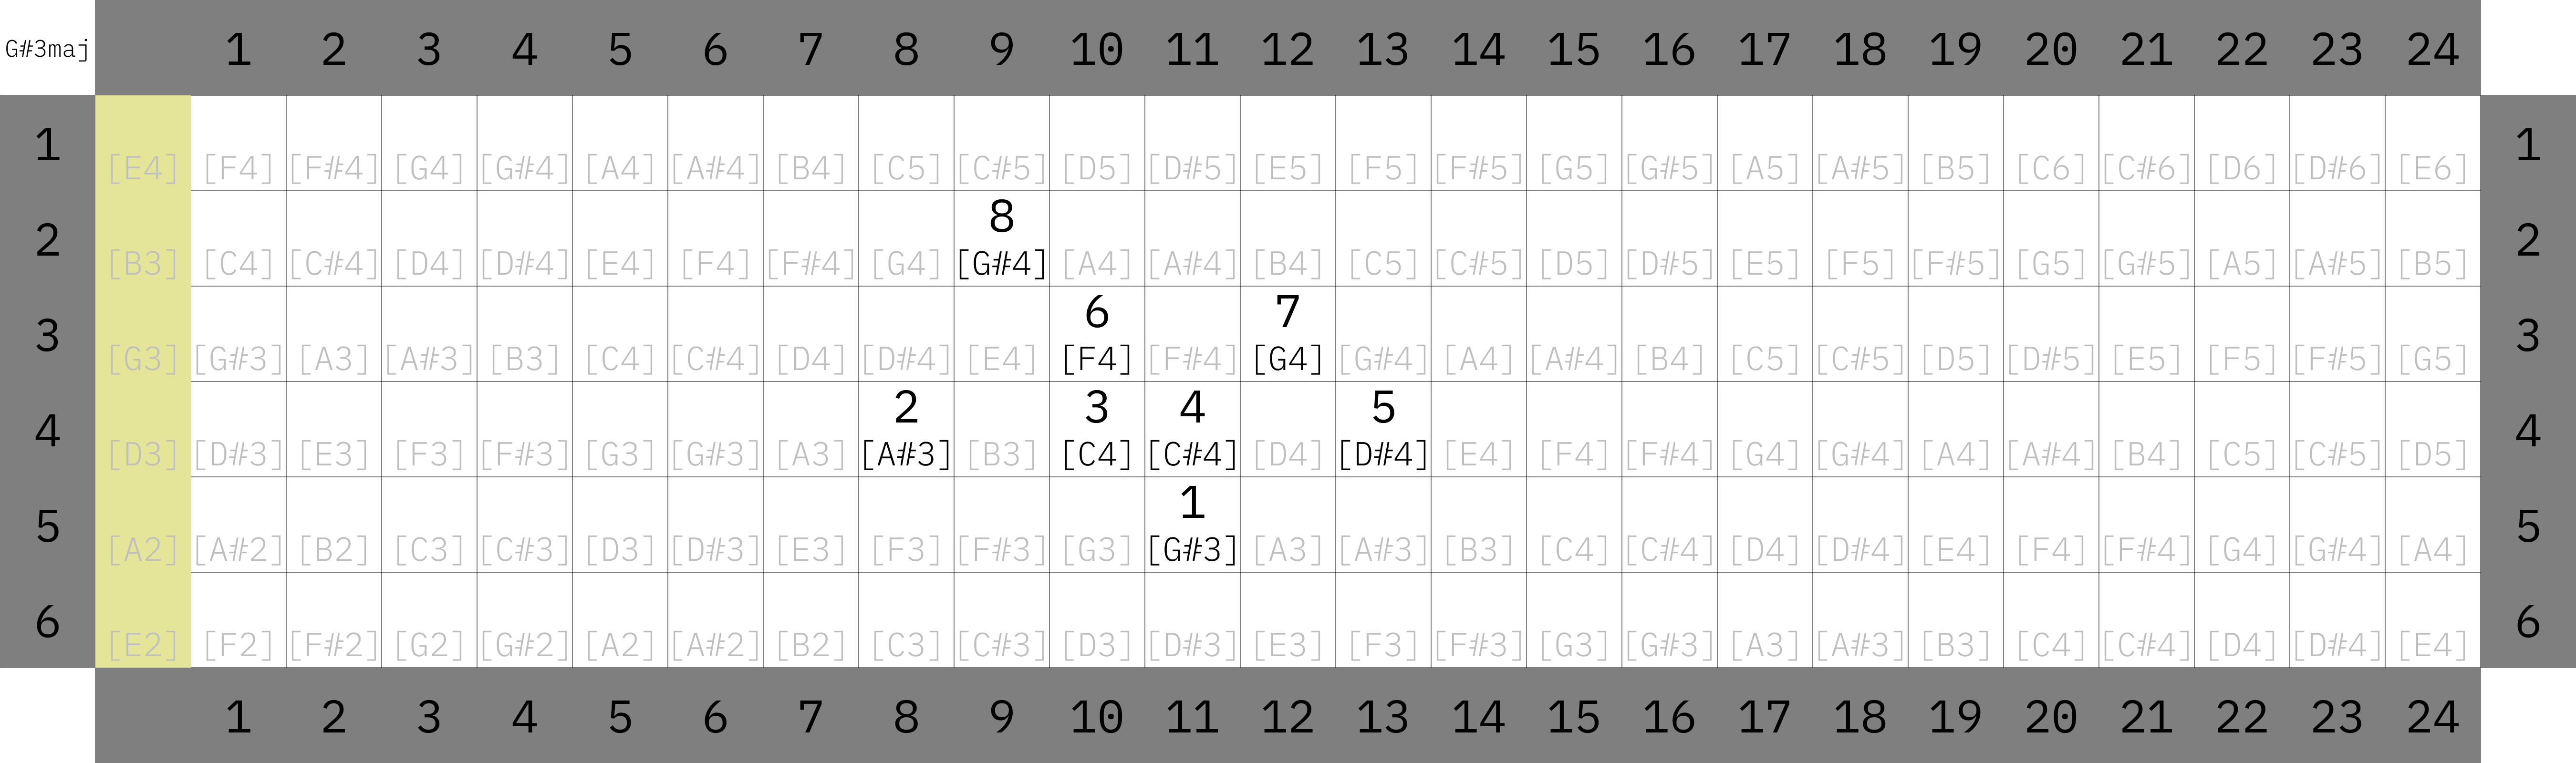 G#3maj 1 2 3 4 5 6 7 8 9 10 11 12 13 14 15 16 17 18 19 20 21 22 23 24
1 [E4] [F4] [F#4] [G4] [G#4] [A4] [A#4] [B4] [C5] [C#5] [D5] [D#5] [E5] [F5] [F#5] [G5] [G#5] [A5] [A#5] [B5] [C6] [C#6] [D6] [D#6] [E6] 1
8
2 [B3] [C4] [C#4] [D4] [D#4] [E4] [F4] [F#4] [G4] [G#4] [A4] [A#4] [B4] [C5] [C#5] [D5] [D#5] [E5] [F5] [F#5] [G5] [G#5] [A5] [A#5] [B5] 2
6 7
3 [G3] [G#3] [A3] [A#3] [B3] [C4] [C#4] [D4] [D#4] [E4] [F4] [F#4] [G4] [G#4] [A4] [A#4] [B4] [C5] [C#5] [D5] [D#5] [E5] [F5] [F#5] [G5] 3
2 3 4 5
4 [D3] [D#3] [E3] [F3] [F#3] [G3] [G#3] [A3] [A#3] [B3] [C4] [C#4] [D4] [D#4] [E4] [F4] [F#4] [G4] [G#4] [A4] [A#4] [B4] [C5] [C#5] [D5] 4
1
5 [A2] [A#2] [B2] [C3] [C#3] [D3] [D#3] [E3] [F3] [F#3] [G3] [G#3] [A3] [A#3] [B3] [C4] [C#4] [D4] [D#4] [E4] [F4] [F#4] [G4] [G#4] [A4] 5
6 [E2] [F2] [F#2] [G2] [G#2] [A2] [A#2] [B2] [C3] [C#3] [D3] [D#3] [E3] [F3] [F#3] [G3] [G#3] [A3] [A#3] [B3] [C4] [C#4] [D4] [D#4] [E4] 6
1 2 3 4 5 6 7 8 9 10 11 12 13 14 15 16 17 18 19 20 21 22 23 24